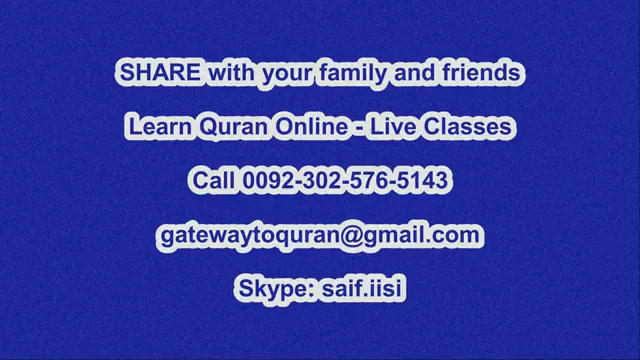 SHARE with your family and friends
Learn Quran Online - Live Classes
Call 0092-302-576-5143
gatewaytoquran@gmail.com
Skype: saif.iisi